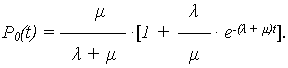 P₀(t) = μ / (λ + μ) · [1 + λ / μ · e^-(λ + μ)t].